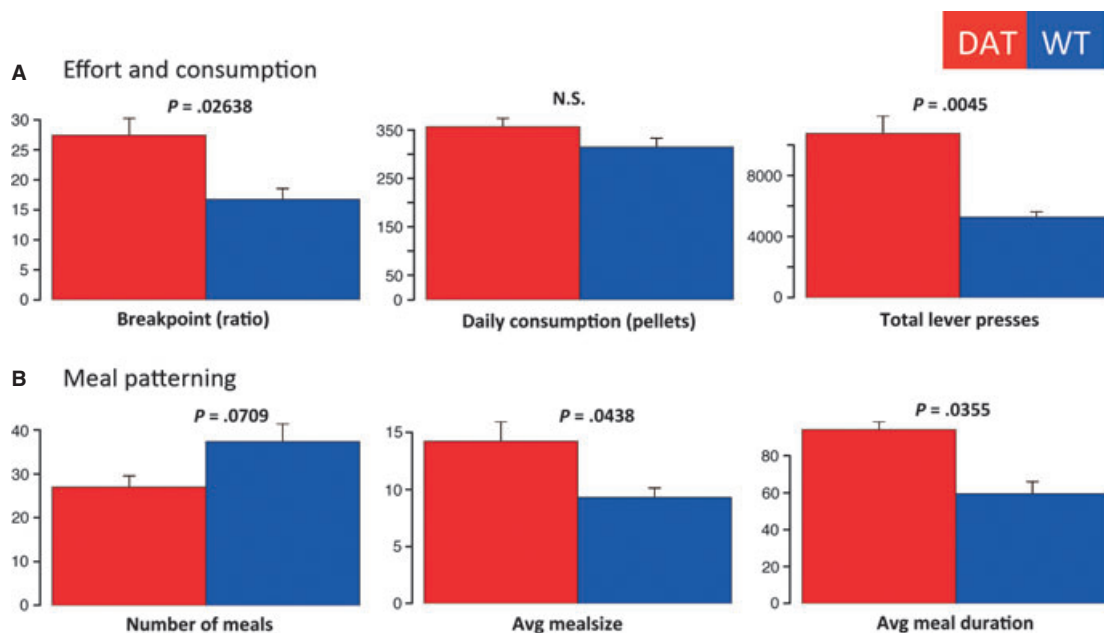 DAT WT
A Effort and consumption
P = .02638
N.S.
P = .0045
30
25
20
15
10
5
0
Breakpoint (ratio)
350
250
150
50
0
Daily consumption (pellets)
8000
4000
0
Total lever presses
B Meal patterning
P = .0709
P = .0438
P = .0355
40
30
20
10
0
Number of meals
15
10
5
0
Avg mealsize
80
60
40
20
0
Avg meal duration